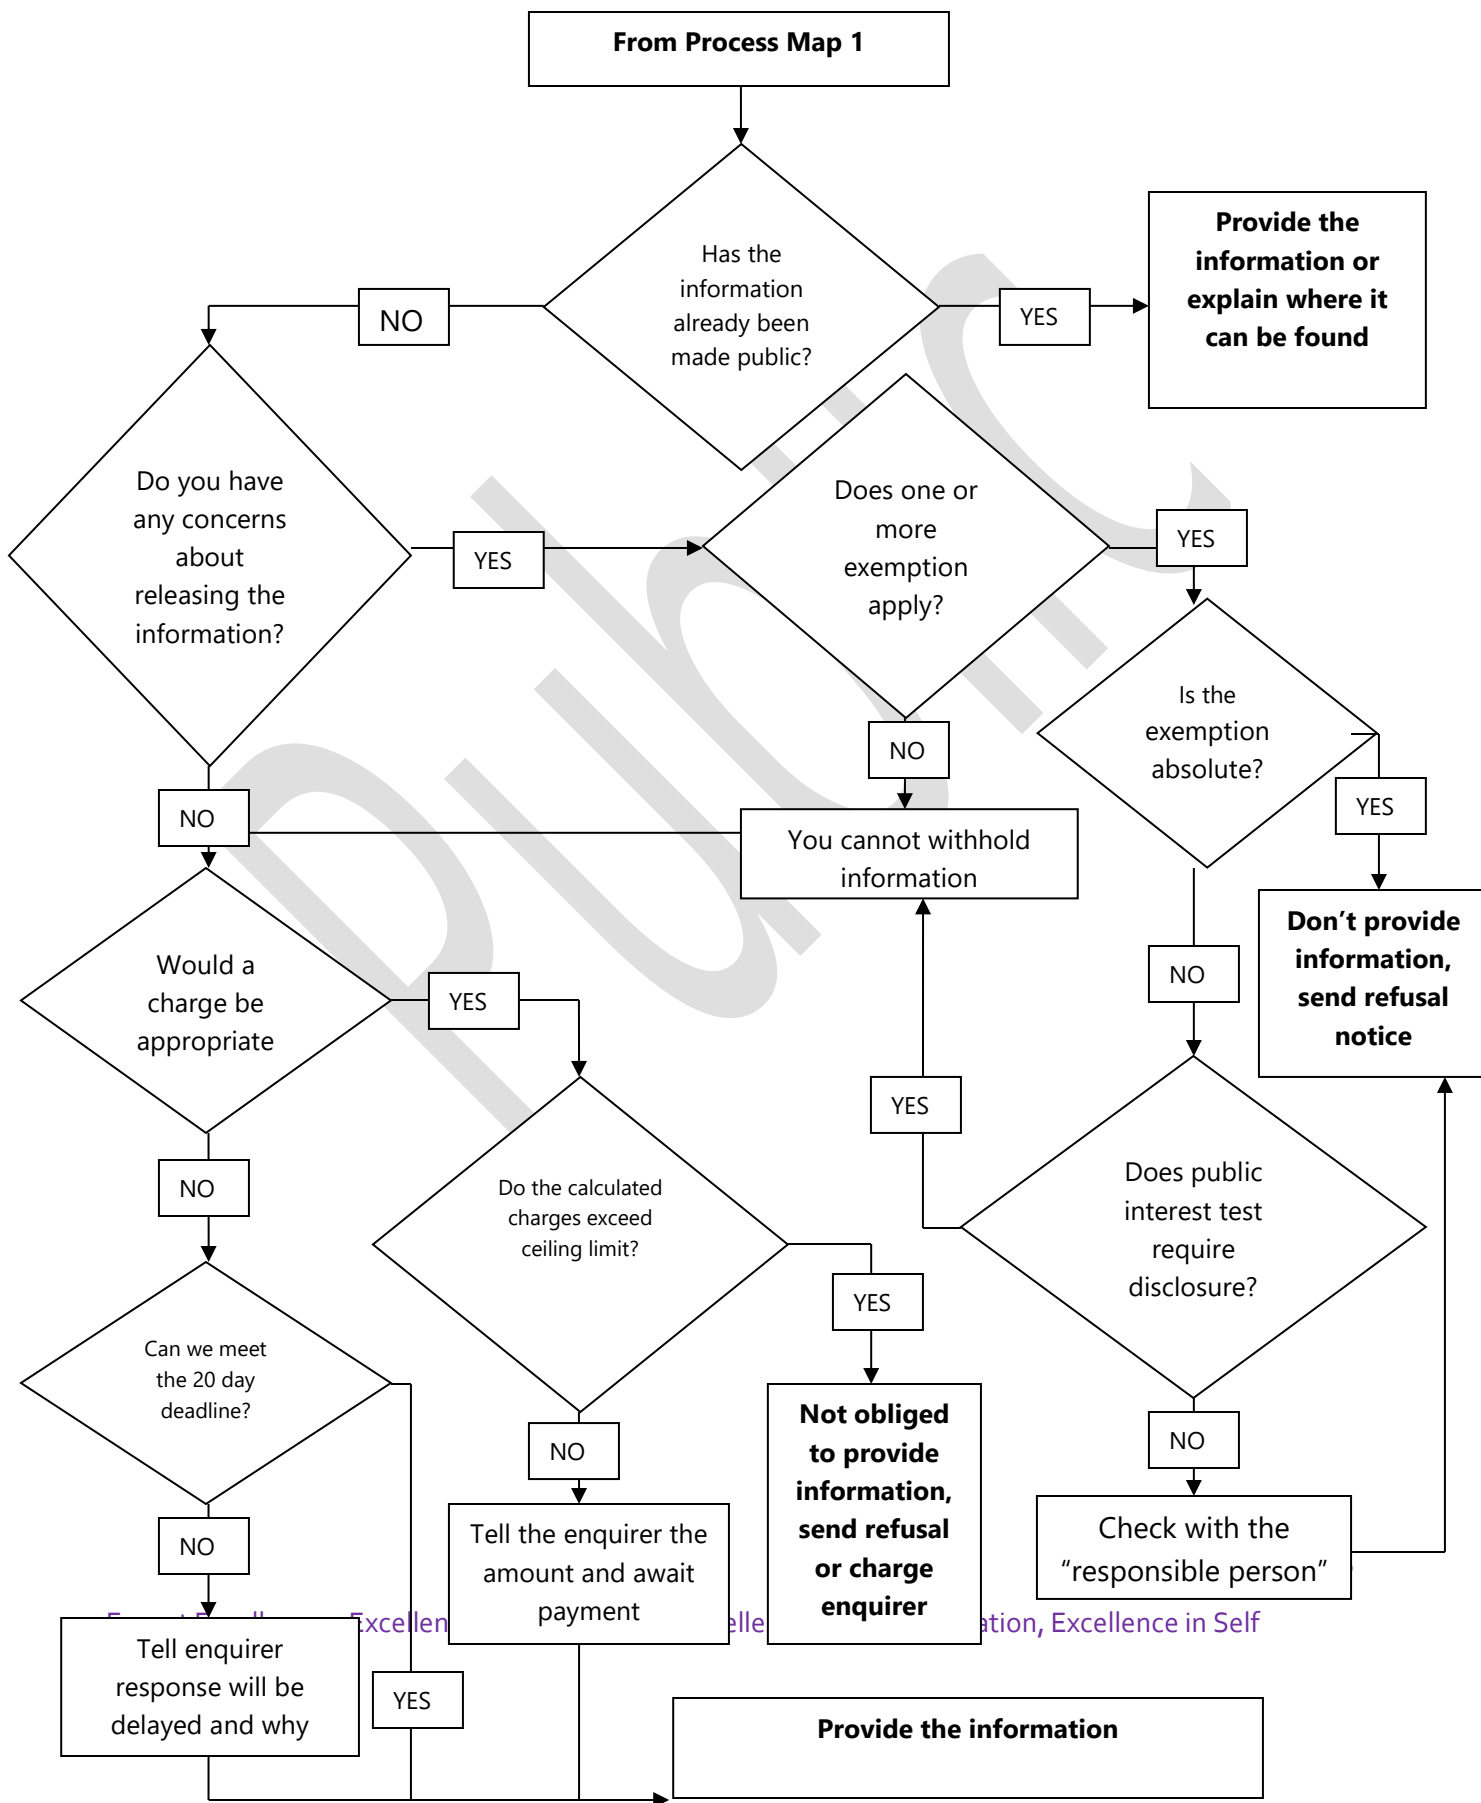 From Process Map 1
Has the
information
already been
made public?
YES
Provide the
information or
explain where it
can be found
NO
Do you have
any concerns
about
releasing the
information?
YES
Does one or
more
exemption
apply?
YES
NO
Is the
exemption
absolute?
YES
NO
You cannot withhold
information
Don’t provide
information,
send refusal
notice
Would a
charge be
appropriate
YES
NO
YES
NO
Does public
interest test
require
disclosure?
Do the calculated
charges exceed
ceiling limit?
YES
Can we meet
the 20 day
deadline?
NO
NO
NO
Not obliged
to provide
information,
send refusal
or charge
enquirer
Tell the enquirer the
amount and await
payment
Check with the
“responsible person”
Excellence in Self
Tell enquirer
response will be
delayed and why
YES
Provide the information
Public